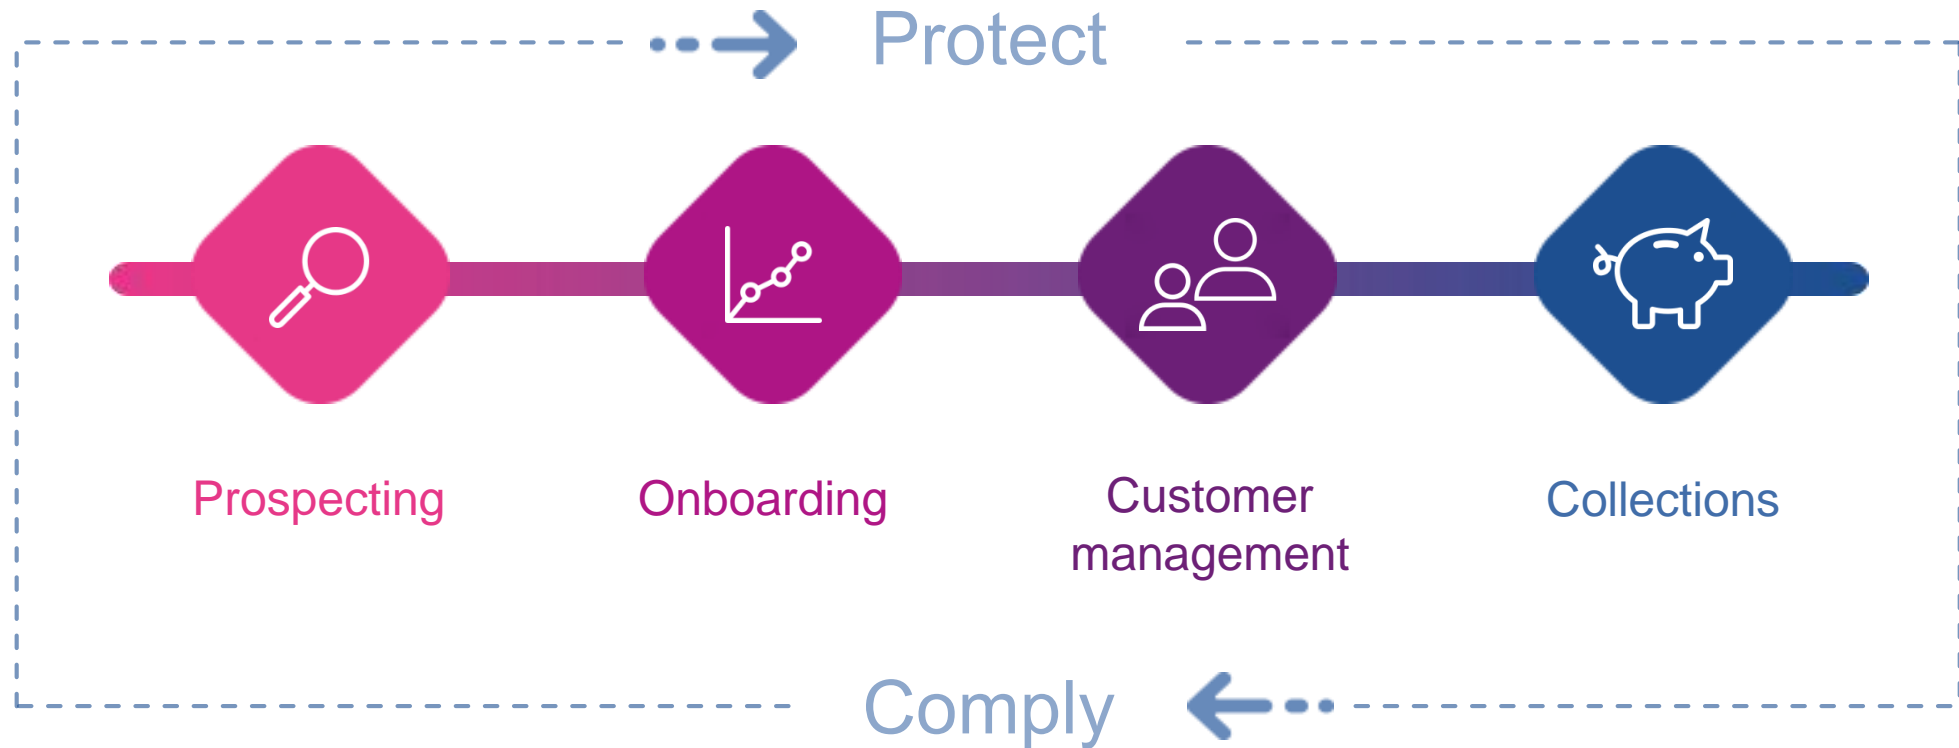 Protect
Prospecting
Onboarding
Customer
management
Collections
Comply